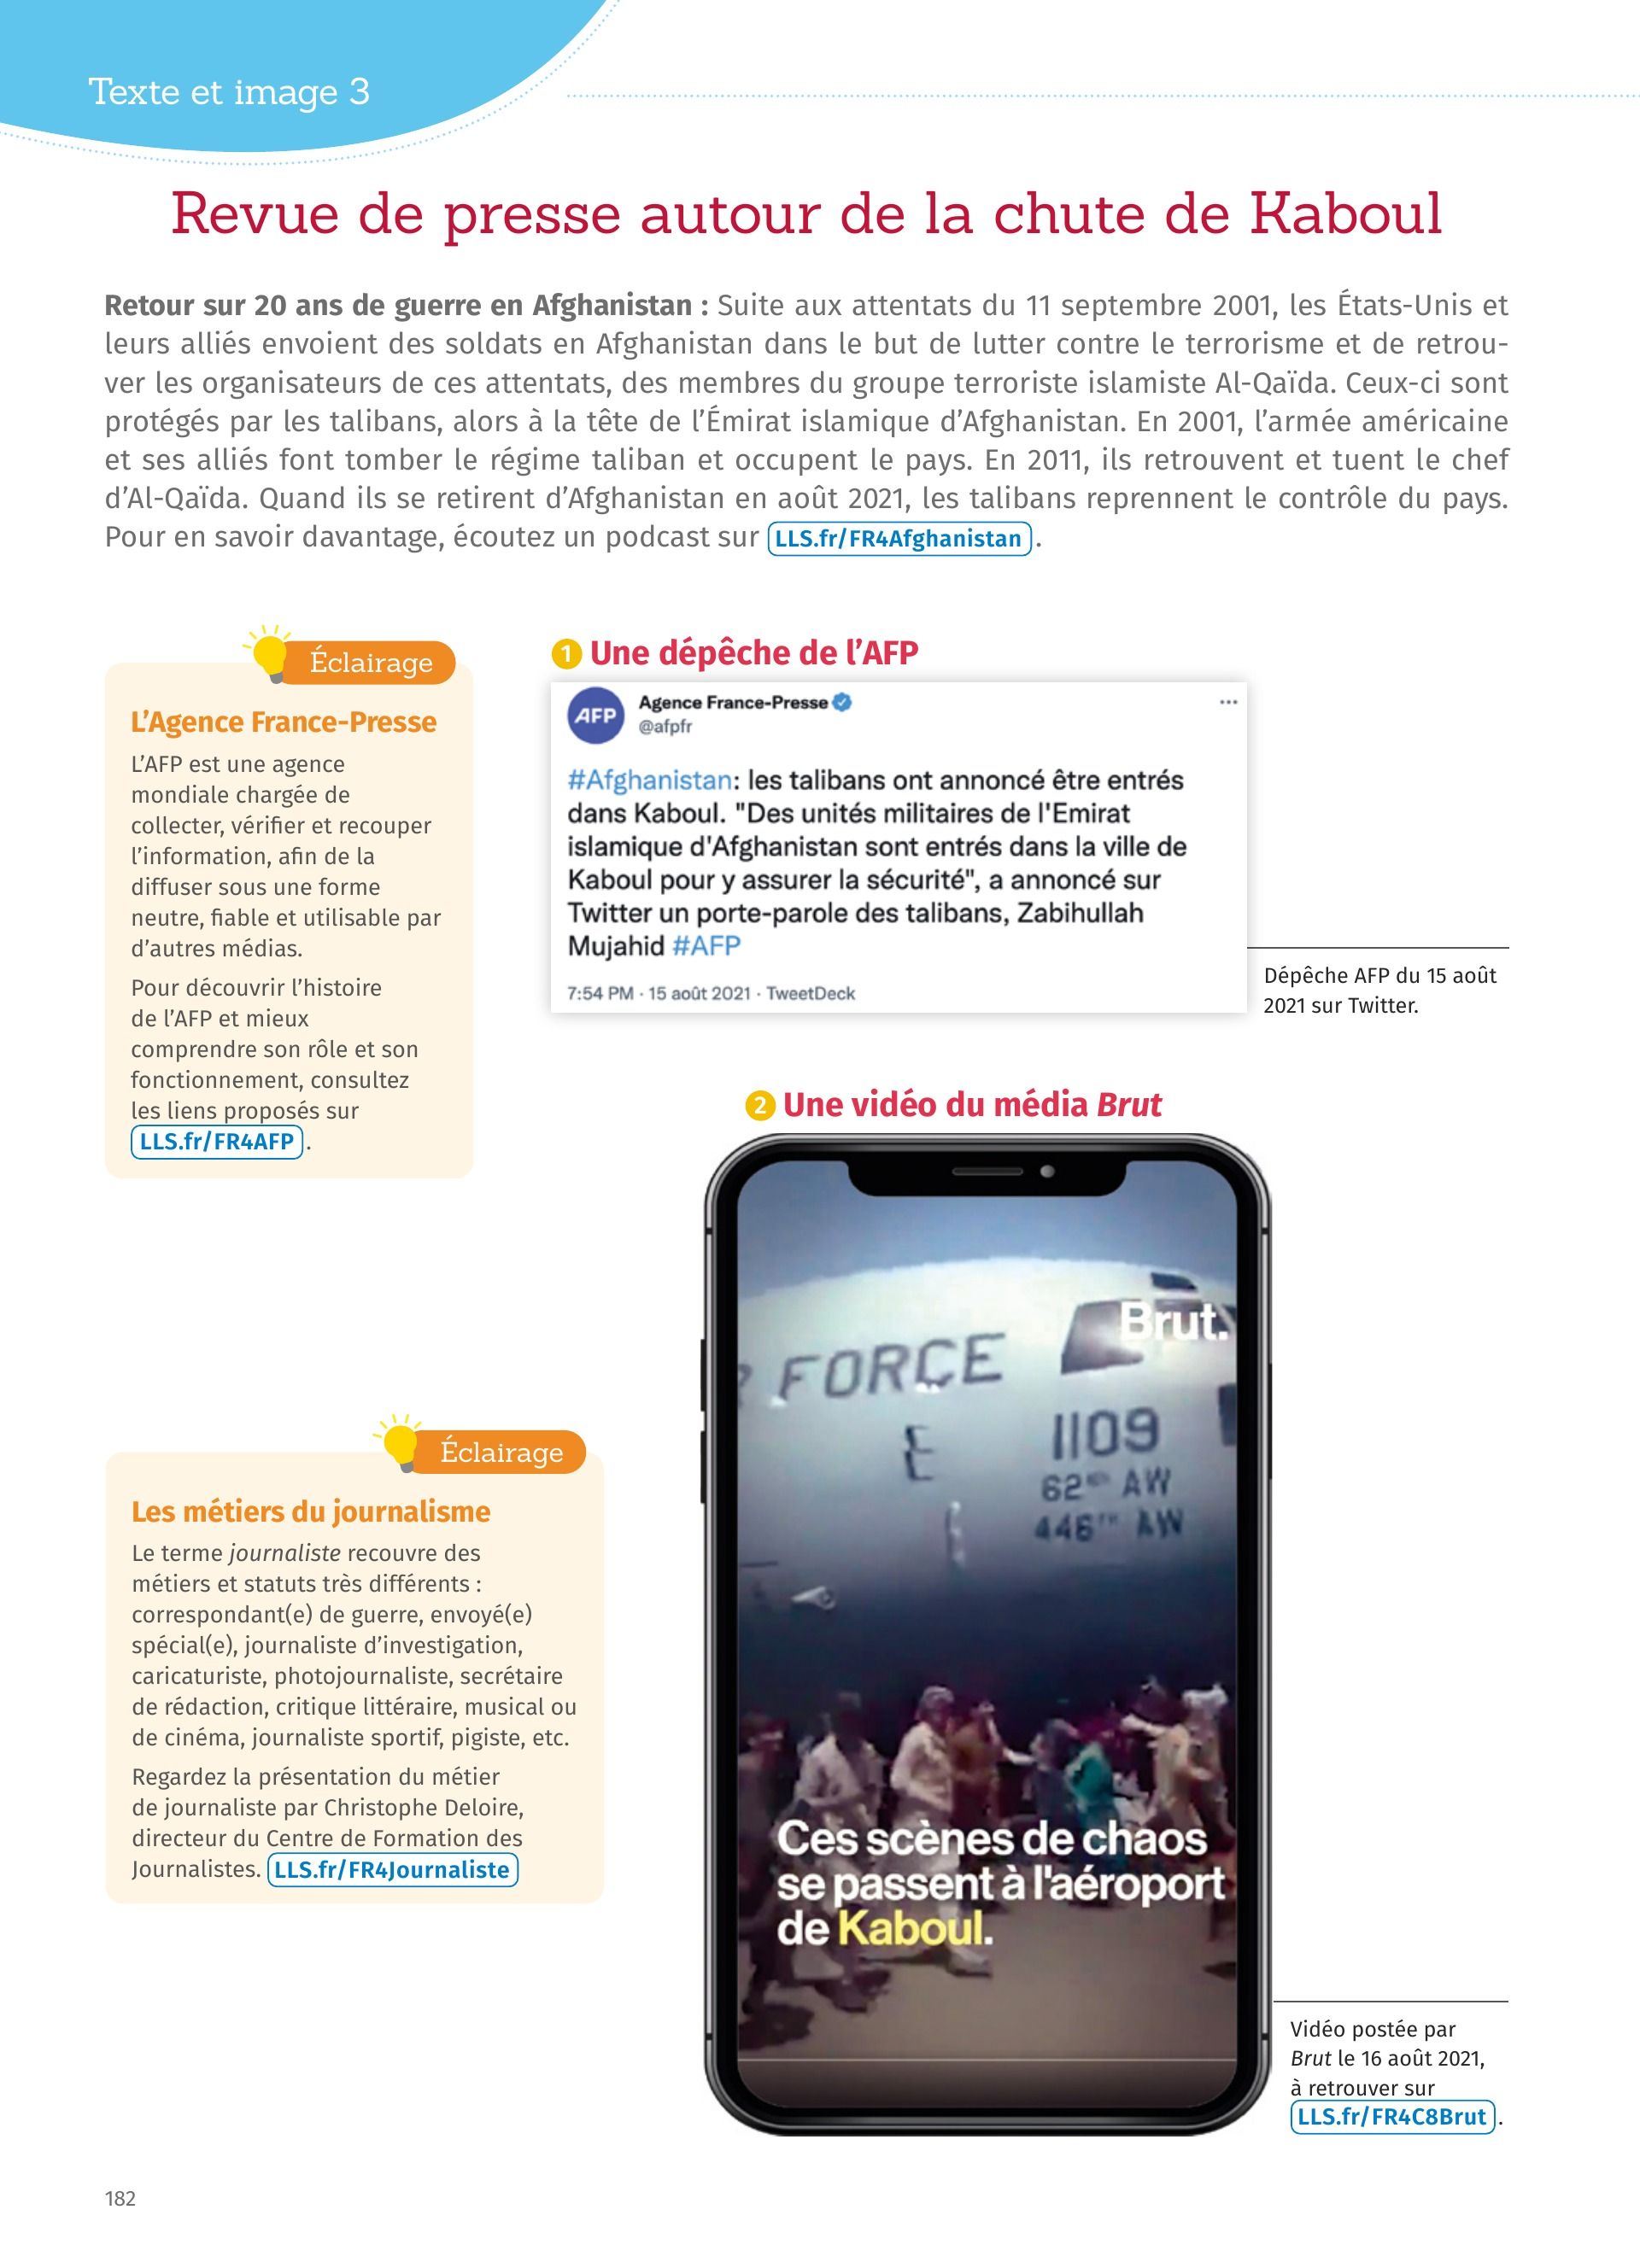 Texte et image 3
Revue de presse autour de la chute de Kaboul
Retour sur 20 ans de guerre en Afghanistan : Suite aux attentats du 11 septembre 2001, les États-Unis et
leurs alliés envoient des soldats en Afghanistan dans le but de lutter contre le terrorisme et de retrou-
ver les organisateurs de ces attentats, des membres du groupe terroriste islamiste Al-Qaïda. Ceux-ci sont
protégés par les talibans, alors à la tête de l’Émirat islamique d’Afghanistan. En 2001, l’armée américaine
et ses alliés font tomber le régime taliban et occupent le pays. En 2011, ils retrouvent et tuent le chef
d’Al-Qaïda. Quand ils se retirent d’Afghanistan en août 2021, les talibans reprennent le contrôle du pays.
Pour en savoir davantage, écoutez un podcast sur LLS.fr/FR4Afghanistan .
Éclairage
L’Agence France-Presse
L’AFP est une agence
mondiale chargée de
collecter, vérifier et recouper
l’information, afin de la
diffuser sous une forme
neutre, fiable et utilisable par
d’autres médias.
Pour découvrir l’histoire
de l’AFP et mieux
comprendre son rôle et son
fonctionnement, consultez
les liens proposés sur
LLS.fr/FR4AFP .
1 Une dépêche de l’AFP
AFP
Agence France-Presse
@afpfr
#Afghanistan: les talibans ont annoncé être entrés
dans Kaboul. "Des unités militaires de l'Emirat
islamique d'Afghanistan sont entrés dans la ville de
Kaboul pour y assurer la sécurité", a annoncé sur
Twitter un porte-parole des talibans, Zabihullah
Mujahid #AFP
7:54 PM · 15 août 2021 · TweetDeck
Dépêche AFP du 15 août
2021 sur Twitter.
2 Une vidéo du média Brut
Brut.
R FORCE
E
1109
62 AW
446TH AW
Ces scènes de chaos
se passent à l'aéroport
de Kaboul.
Vidéo postée par
Brut le 16 août 2021,
à retrouver sur
LLS.fr/FR4C8Brut .
Éclairage
Les métiers du journalisme
Le terme journaliste recouvre des
métiers et statuts très différents :
correspondant(e) de guerre, envoyé(e)
spécial(e), journaliste d’investigation,
caricaturiste, photojournaliste, secrétaire
de rédaction, critique littéraire, musical ou
de cinéma, journaliste sportif, pigiste, etc.
Regardez la présentation du métier
de journaliste par Christophe Deloire,
directeur du Centre de Formation des
Journalistes. LLS.fr/FR4Journaliste
182